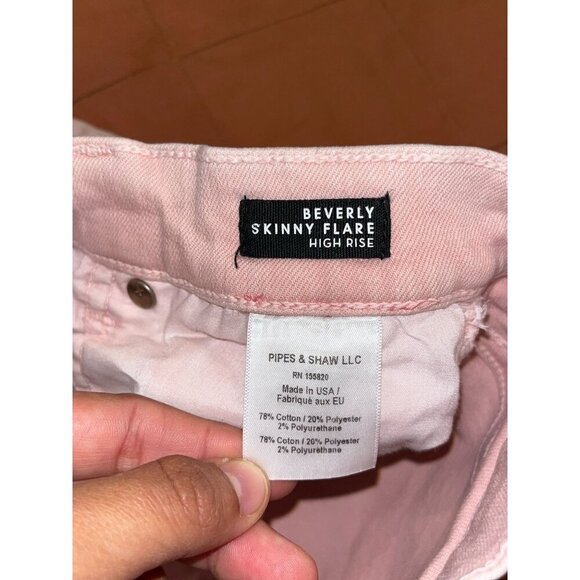 BEVERLY
SKINNY FLARE
HIGH RISE
PIPES & SHAW LLC
RN 155820
Made in USA /
Fabriqué aux EU
78% Cotton / 20% Polyester
2% Polyurethane
78% Coton / 20% Polyester
2% Polyurethane